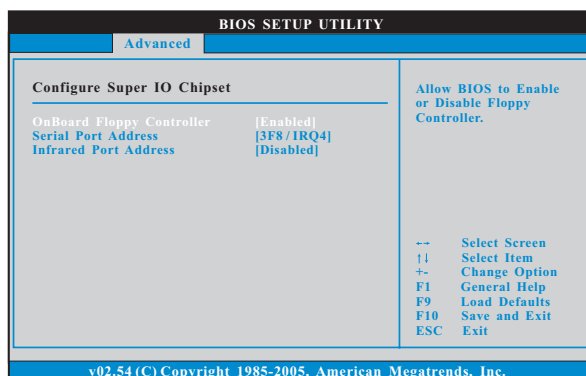 BIOS SETUP UTILITY
Advanced
Configure Super IO Chipset
OnBoard Floppy Controller [Enabled]
Serial Port Address [3F8 / IRQ4]
Infrared Port Address [Disabled]
Allow BIOS to Enable
or Disable Floppy
Controller.
←→ Select Screen
↑↓ Select Item
+- Change Option
F1 General Help
F9 Load Defaults
F10 Save and Exit
ESC Exit
v02.54 (C) Copyright 1985-2005, American Megatrends, Inc.